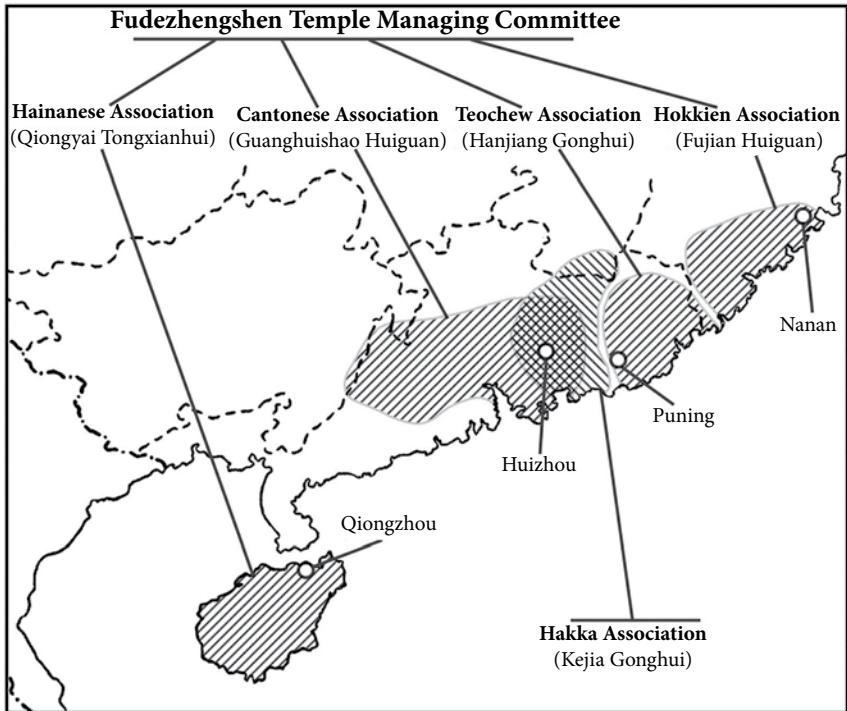 Fudezhengshen Temple Managing Committee
Hainanese Association
(Qiongyai Tongxianhui)
Cantonese Association
(Guanghuishao Huiguan)
Teochew Association
(Hanjiang Gonghui)
Hokkien Association
(Fujian Huiguan)
Nanan
Puning
Huizhou
Qiongzhou
Hakka Association
(Kejia Gonghui)